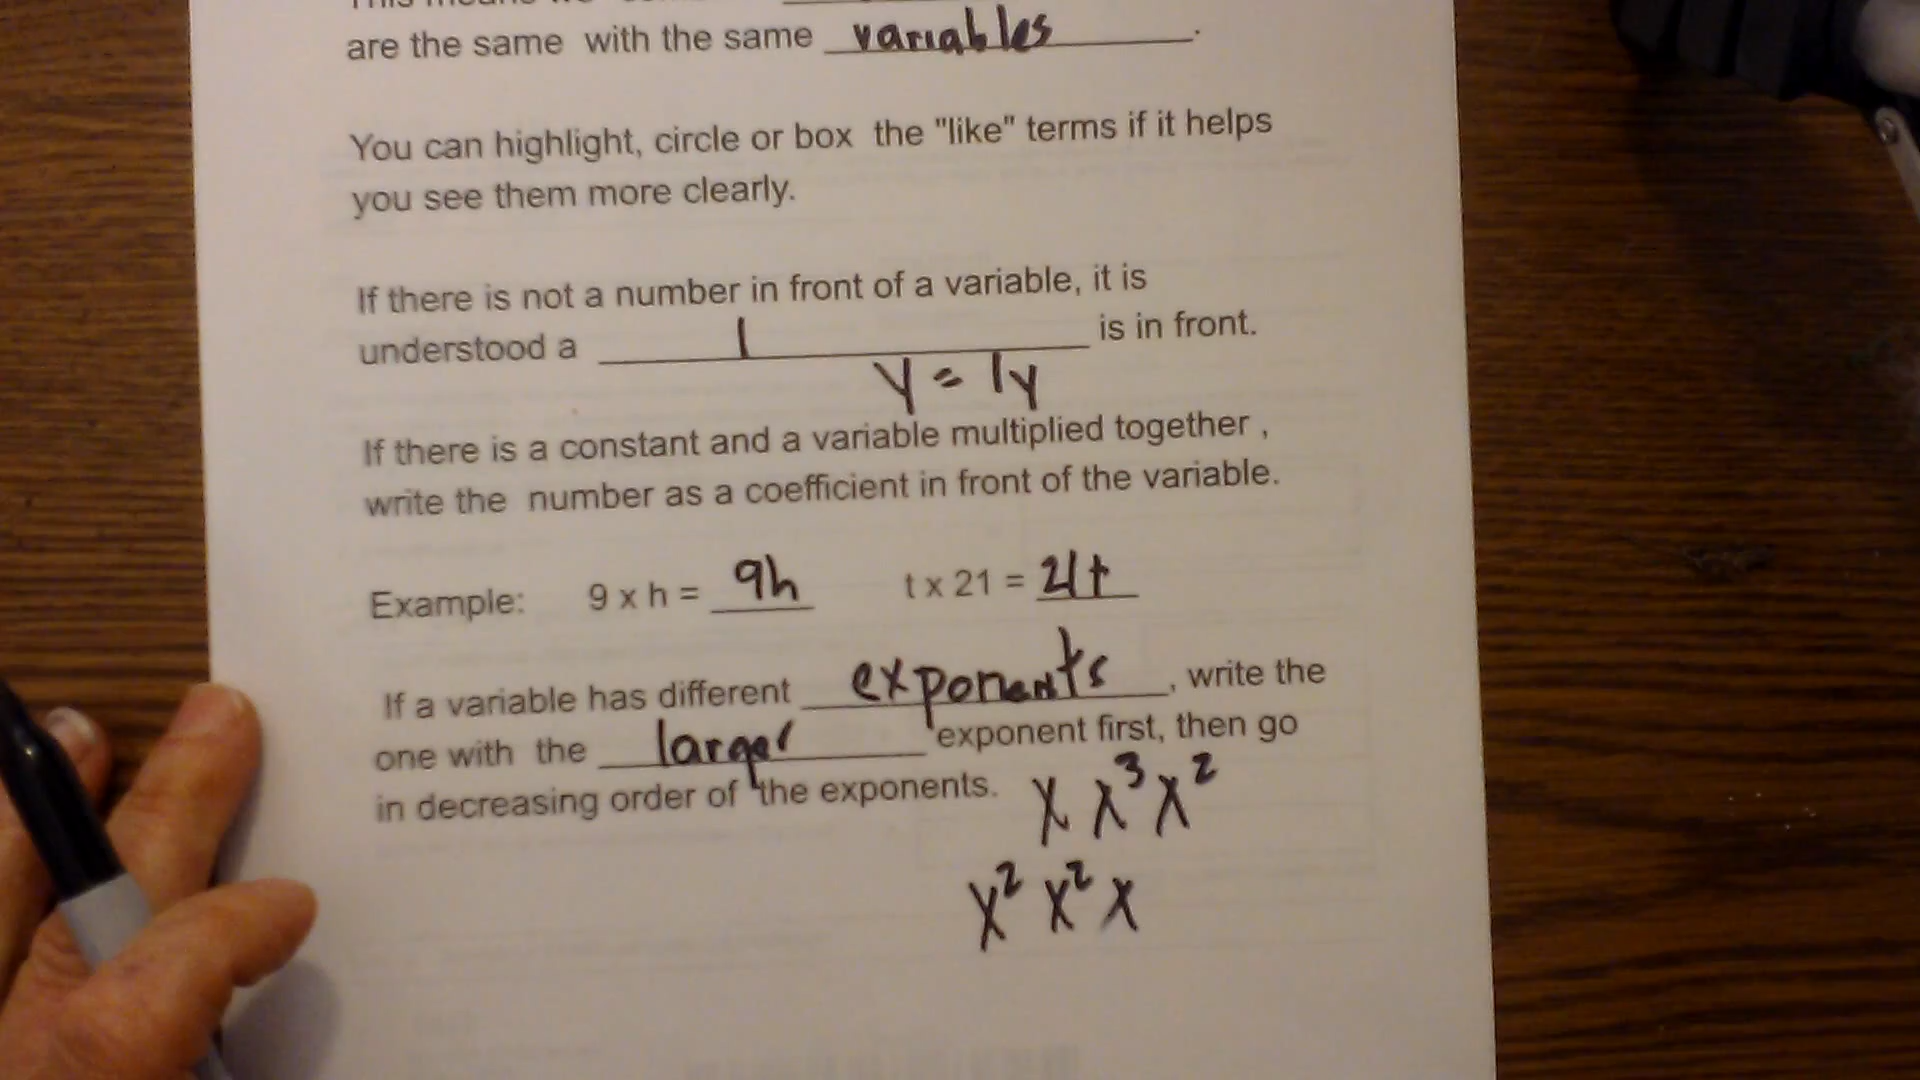 are the same with the same variables.
You can highlight, circle or box the "like" terms if it helps
you see them more clearly.
If there is not a number in front of a variable, it is
understood a 1 is in front.
y = 1y
If there is a constant and a variable multiplied together ,
write the number as a coefficient in front of the variable.
Example: 9 x h = 9h t x 21 = 21t
If a variable has different exponents, write the
one with the larger exponent first, then go
in decreasing order of the exponents. x x³ x²
x² x² x